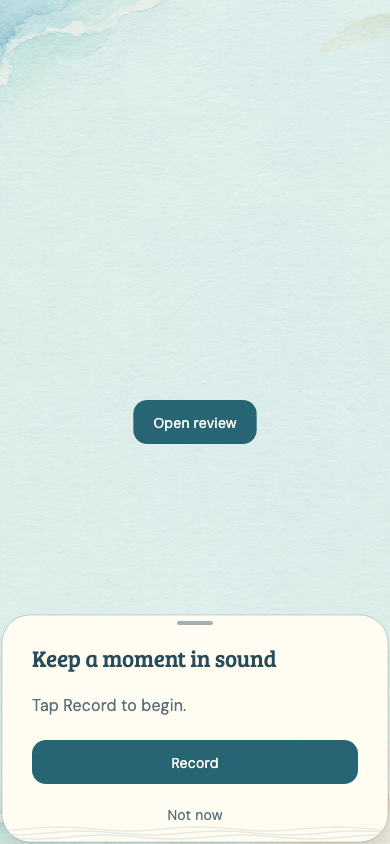 Open review
Keep a moment in sound
Tap Record to begin.
Record
Not now